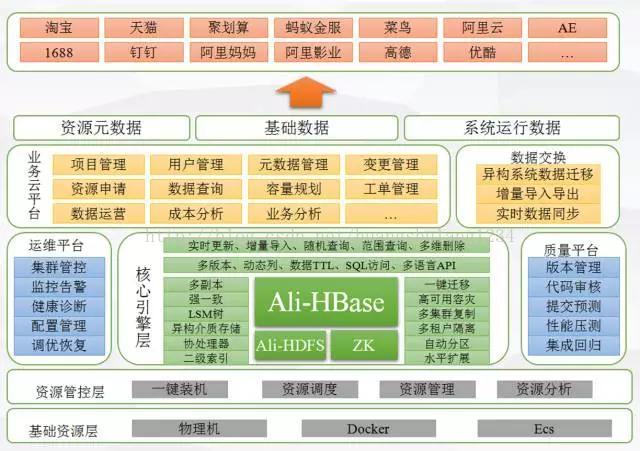 淘宝 天猫 聚划算 蚂蚁金服 菜鸟 阿里云 AE
1688 钉钉 阿里妈妈 阿里影业 高德 优酷 …
资源元数据 基础数据 系统运行数据
业务云平台
项目管理 用户管理 元数据管理 变更管理
资源申请 数据查询 容量规划 工单管理
数据运营 成本分析 业务分析 …
数据交换
异构系统数据迁移
增量导入导出
实时数据同步
运维平台
集群管控
监控告警
健康诊断
配置管理
调优恢复
核心引擎层
实时更新、增量导入、随机查询、范围查询、多维删除
多版本、动态列、数据TTL、SQL访问、多语言API
多副本
强一致
LSM树
异构介质存储
协处理器
二级索引
Ali-HBase
Ali-HDFS ZK
一键迁移
高可用容灾
多集群复制
多租户隔离
自动分区
水平扩展
质量平台
版本管理
代码审核
提交预测
性能压测
集成回归
资源管控层 一键装机 资源调度 资源管理 资源分析
基础资源层 物理机 Docker Ecs